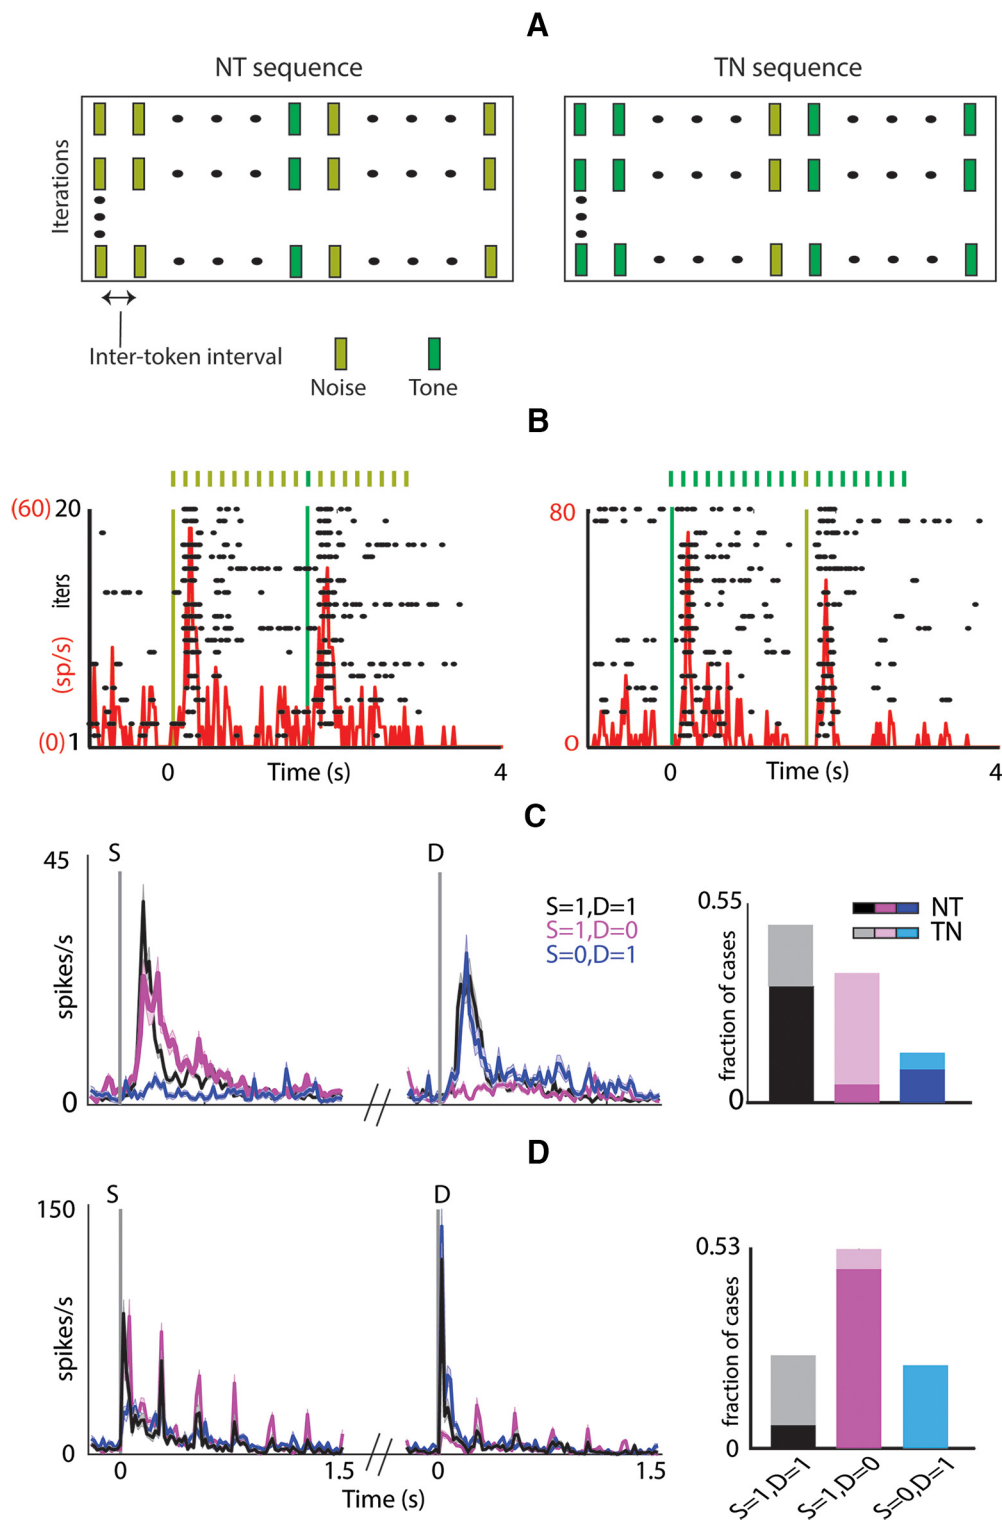 A
NT sequence
TN sequence
Iterations
Inter-token interval
Noise
Tone
B
(60) 20
iters
(sp/s)
(0) 1
0
Time (s)
4
80
0
0
Time (s)
4
C
S
D
45
spikes/s
0
S=1,D=1
S=1,D=0
S=0,D=1
0.55
fraction of cases
0
NT
TN
D
S
D
150
spikes/s
0
0
1.5
0
1.5
Time (s)
0.53
fraction of cases
0
S=1,D=1
S=1,D=0
S=0,D=1